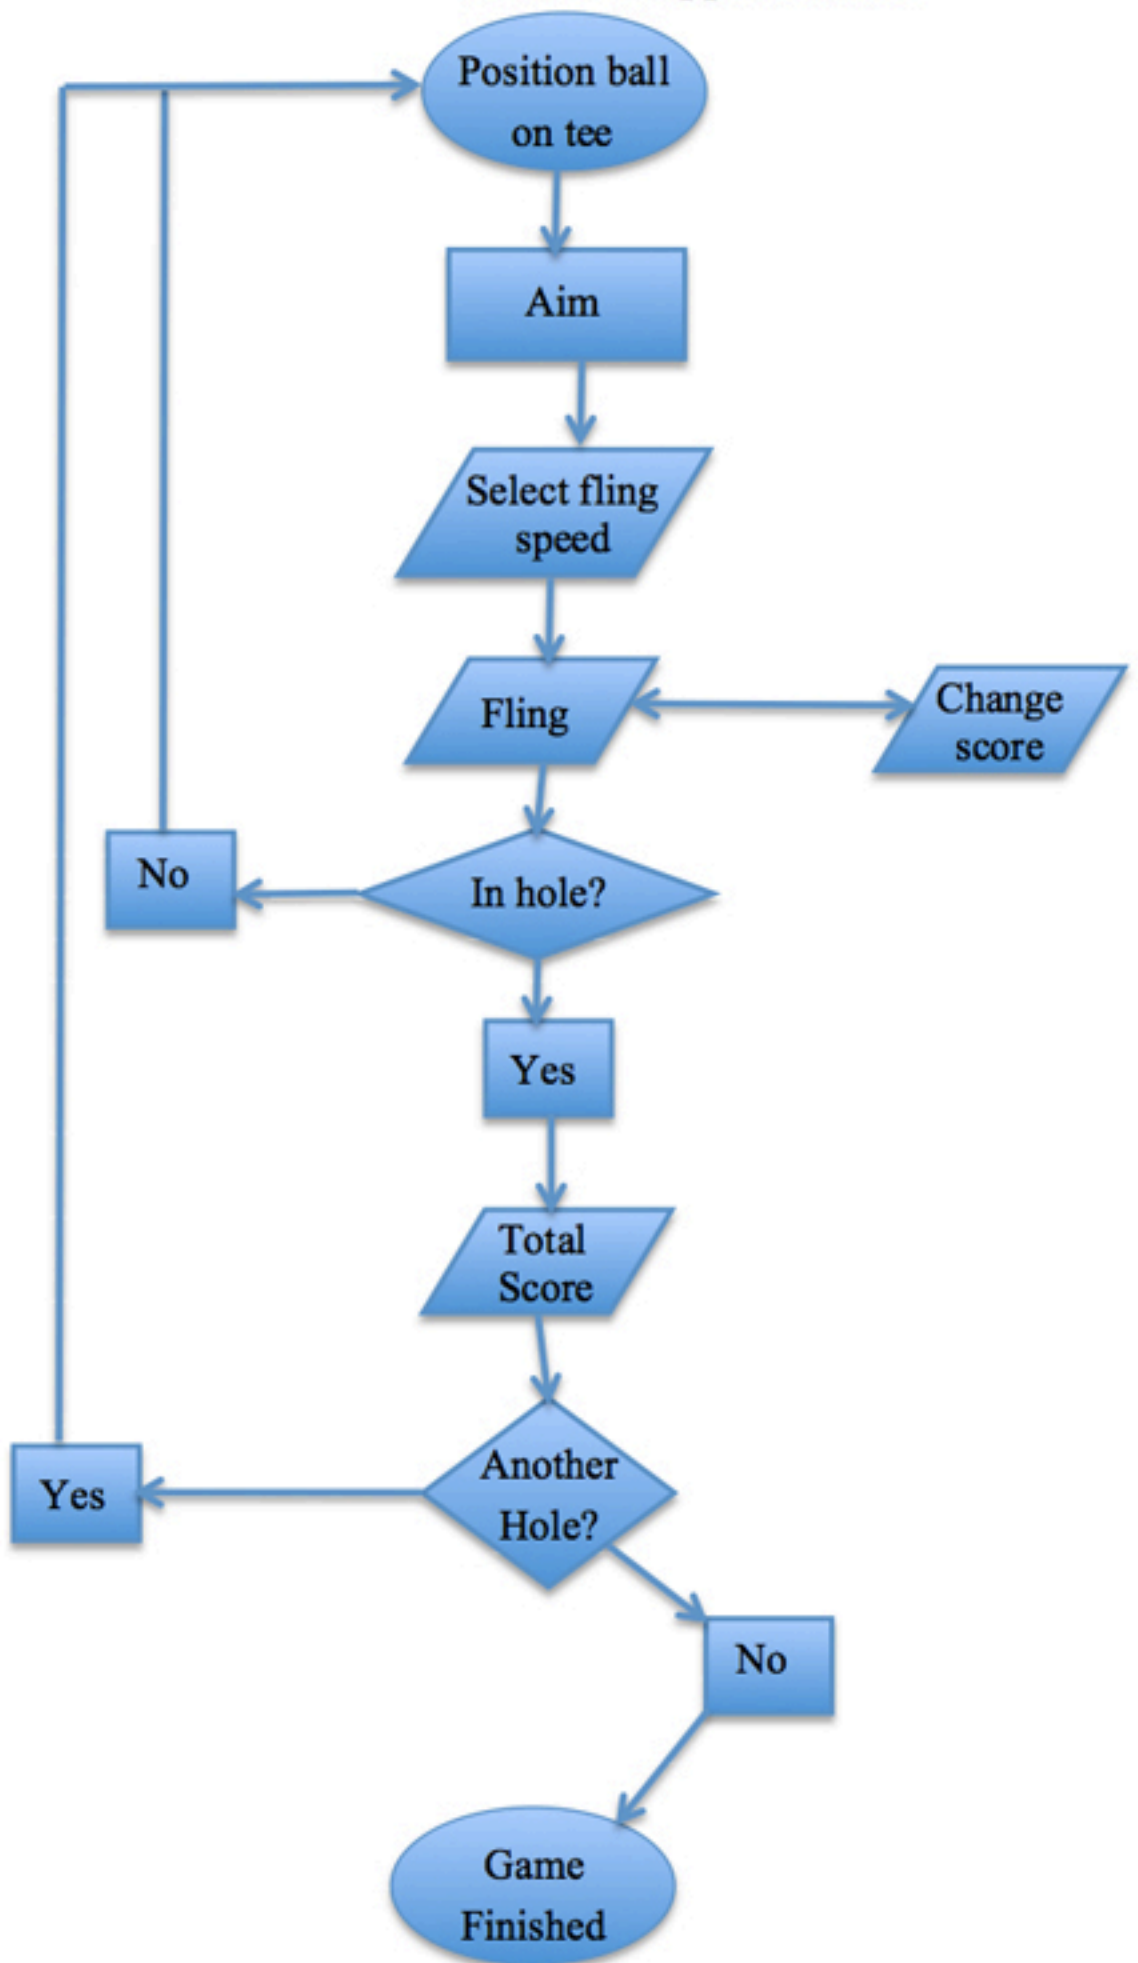 Position ball
on tee
Aim
Select fling
speed
Fling
Change
score
No
In hole?
Yes
Total
Score
Another
Hole?
Yes
No
Game
Finished